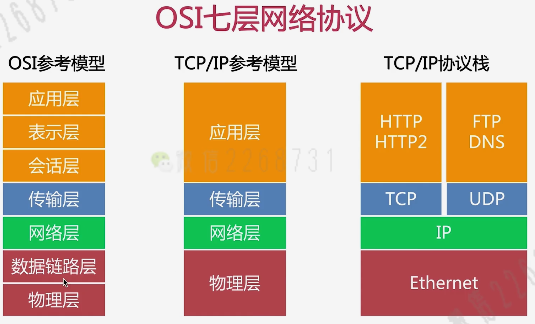 OSI七层网络协议
OSI参考模型
TCP/IP参考模型
TCP/IP协议栈
应用层
表示层
会话层
传输层
网络层
数据链路层
物理层
应用层
传输层
网络层
物理层
HTTP
HTTP2
FTP
DNS
TCP
UDP
IP
Ethernet